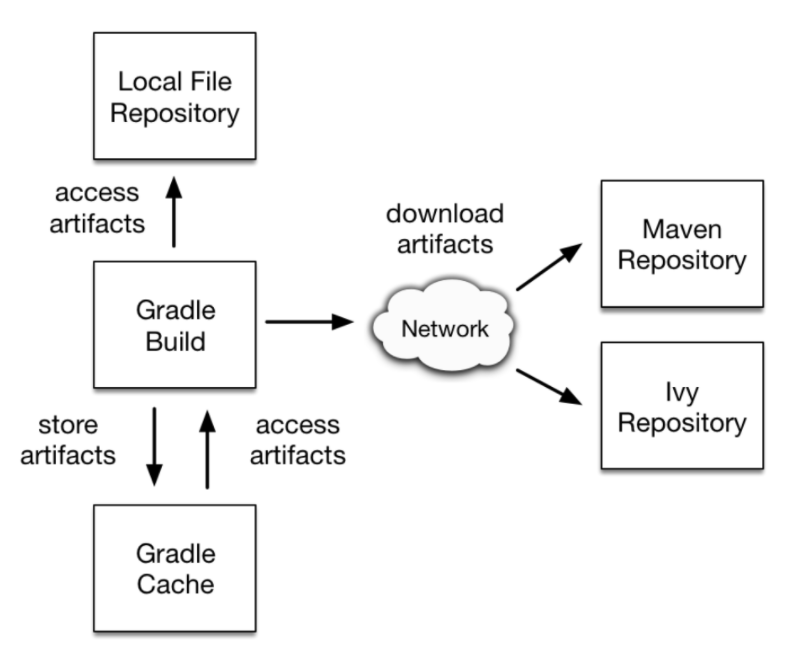 Local File
Repository
access
artifacts
download
artifacts
Maven
Repository
Gradle
Build
Network
Ivy
Repository
store
artifacts
access
artifacts
Gradle
Cache